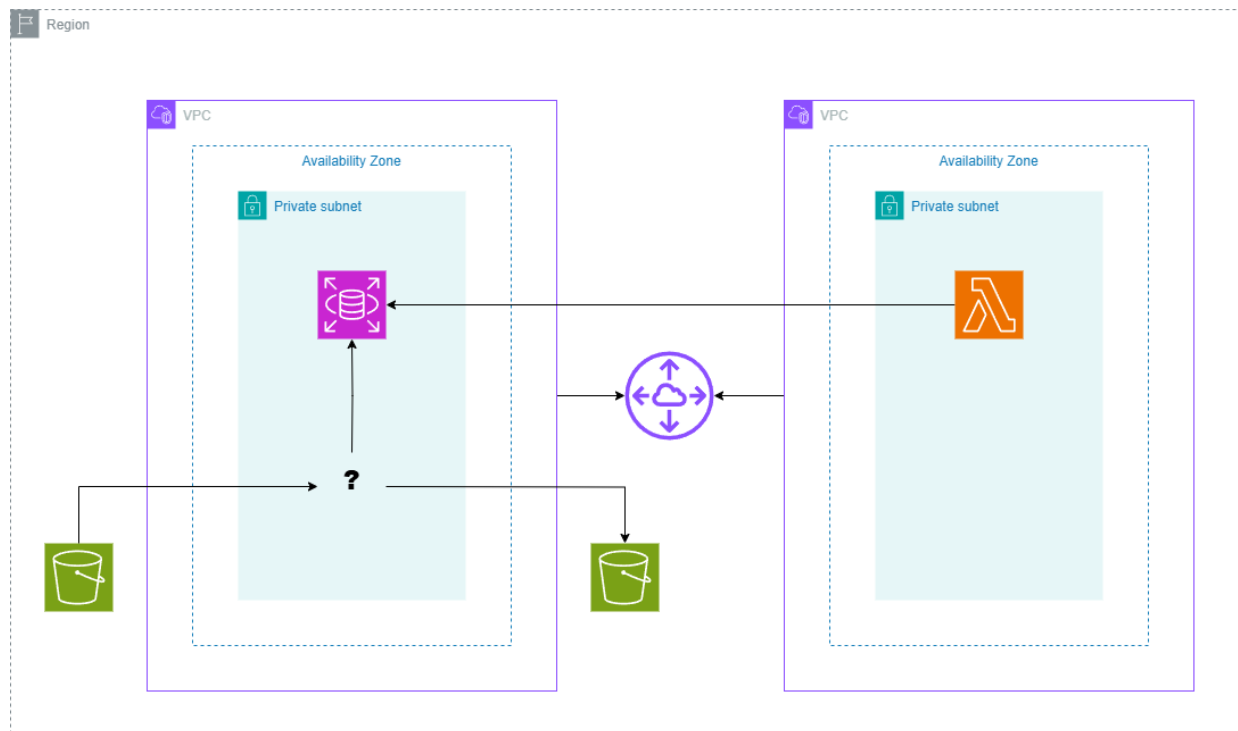 Region
VPC
VPC
Availability Zone
Availability Zone
Private subnet
Private subnet
?